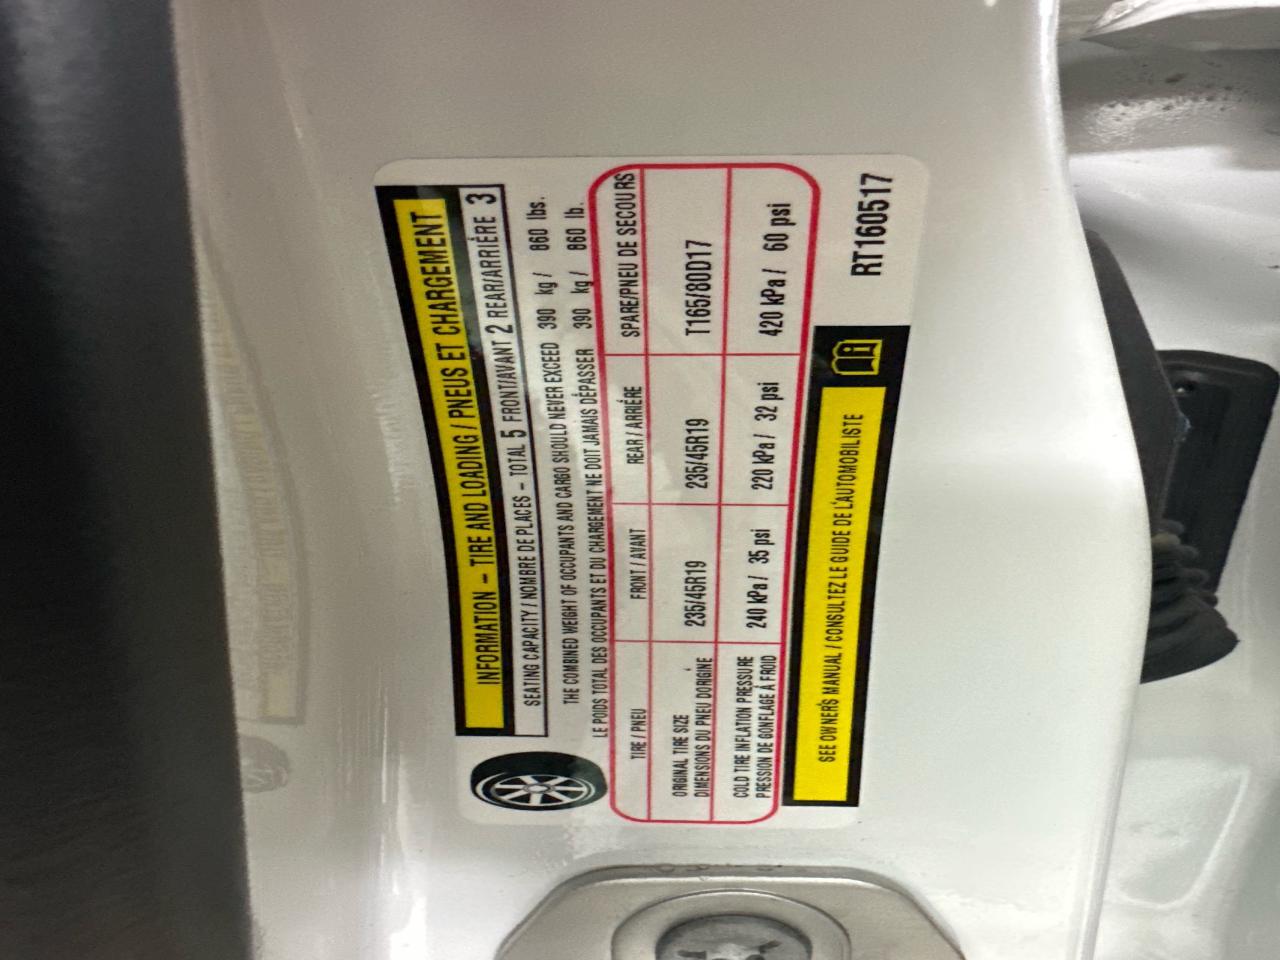 INFORMATION – TIRE AND LOADING / PNEUS ET CHARGEMENT
SEATING CAPACITY / NOMBRE DE PLACES – TOTAL 5 FRONT/AVANT 2 REAR/ARRIÉRE 3
THE COMBINED WEIGHT OF OCCUPANTS AND CARGO SHOULD NEVER EXCEED 390 kg / 860 lbs.
LE POIDS TOTAL DES OCCUPANTS ET DU CHARGEMENT NE DOIT JAMAIS DÉPASSER 390 kg / 860 lb.
TIRE / PNEU FRONT / AVANT REAR / ARRIÉRE SPARE/PNEU DE SECOURS
ORIGINAL TIRE SIZE
DIMENSIONS DU PNEU D'ORIGINE 235/45R19 235/45R19 T165/80D17
COLD TIRE INFLATION PRESSURE
PRESSION DE GONFLAGE À FROID 240 kPa / 35 psi 220 kPa / 32 psi 420 kPa / 60 psi
SEE OWNER'S MANUAL / CONSULTEZ LE GUIDE DE L'AUTOMOBILISTE
RT160517